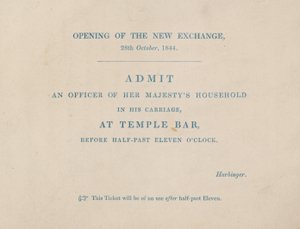 OPENING OF THE NEW EXCHANGE,
28th October, 1844.
ADMIT
AN OFFICER OF HER MAJESTY'S HOUSEHOLD
IN HIS CARRIAGE,
AT TEMPLE BAR,
BEFORE HALF-PAST ELEVEN O'CLOCK.
Harbinger.
☞ This Ticket will be of no use after half-past Eleven.